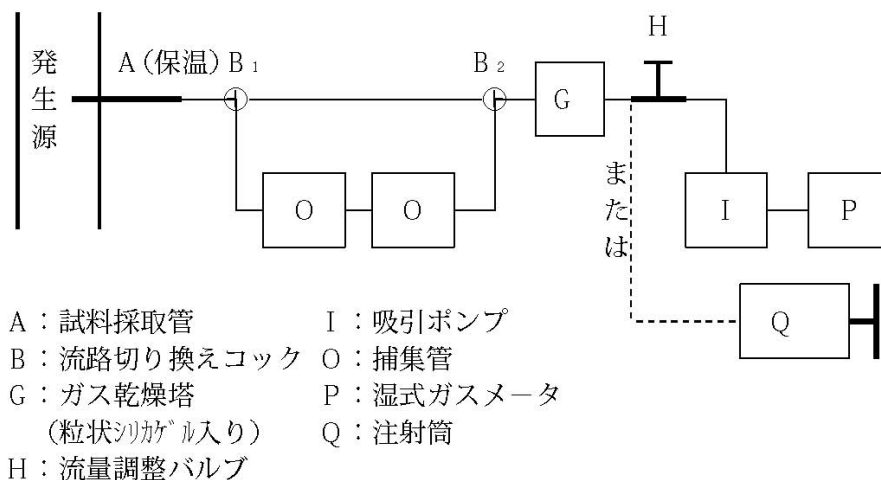 発生源
A(保温)
B₁
B₂
G
H
または
O
O
I
P
Q
A:試料採取管
B:流路切り換えコック
G:ガス乾燥塔
(粒状シリカゲル入り)
H:流量調整バルブ
I:吸引ポンプ
O:捕集管
P:湿式ガスメータ
Q:注射筒